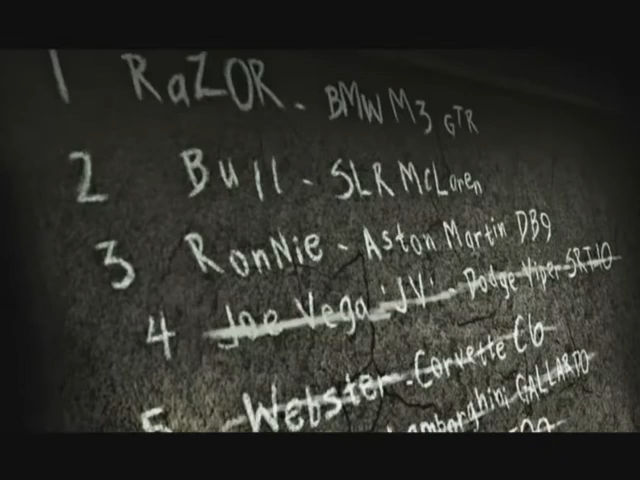 1 RaZOR - BMW M3 GTR
2 Bull - SLR McLaren
3 RonNie - Aston Martin DB9
4 Joe Vega 'JV' - Dodge Viper SRT10
5 Webster - Corvette C6
Lamborghini GALLARDO